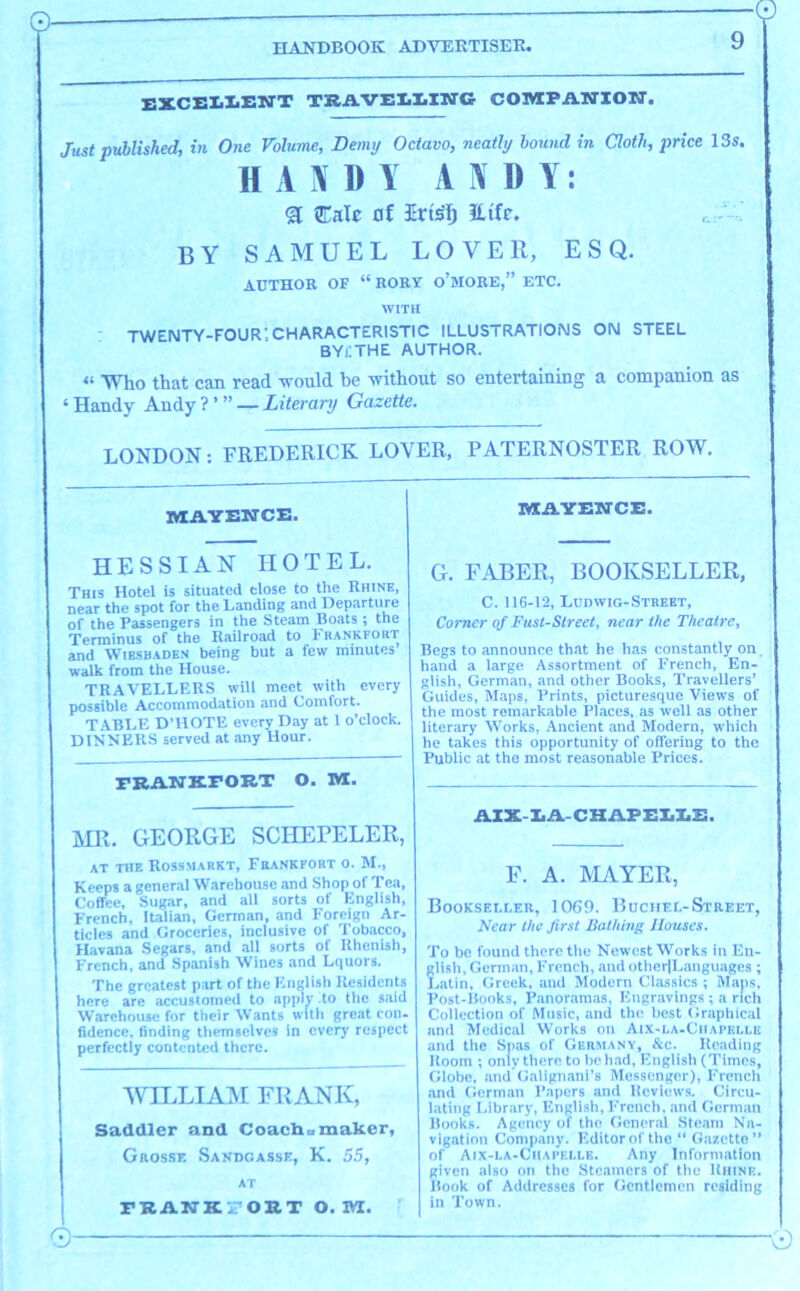 HANDBOOK ADVERTISER.
9
EXCELLENT TRAVELLING COMPANION.
Just published, in One Volume, Demy Octavo, neatly bound in Cloth, price 13s.
HANDY ANDY:
A Tale of Irish Life.
BY SAMUEL LOVER, ESQ.
AUTHOR OF “RORY O’MORE,” ETC.
WITH
TWENTY-FOUR CHARACTERISTIC ILLUSTRATIONS ON STEEL
BY THE AUTHOR.
“ Who that can read would be without so entertaining a companion as
‘ Handy Andy ? ’ ” — Literary Gazette.
LONDON: FREDERICK LOVER, PATERNOSTER ROW.
MAYENCE.
HESSIAN HOTEL.
THIS Hotel is situated close to the RHINE,
near the spot for the Landing and Departure
of the Passengers in the Steam Boats ; the
Terminus of the Railroad to FRANKFORT
and WIESBADEN being but a few minutes’
walk from the House.
TRAVELLERS will meet with every
possible Accommodation and Comfort.
TABLE D’HOTE every Day at 1 o’clock.
DINNERS served at any Hour.
FRANKFORT O. M.
MR. GEORGE SCHEPELER,
AT THE ROSSMARKT, FRANKFORT O. M.,
Keeps a general Warehouse and Shop of Tea,
Coffee, Sugar, and all sorts of English,
French, Italian, German, and Foreign Ar-
ticles and Groceries, inclusive of Tobacco,
Havana Segars, and all sorts of Rhenish,
French, and Spanish Wines and Lquors.
The greatest part of the English Residents
here are accustomed to apply .to the said
Warehouse for their Wants with great con-
fidence, finding themselves in every respect
perfectly contented there.
WILLIAM FRANK,
Saddler and Coach-maker,
GROSSE SANDGASSE, K. 55,
AT
FRANKFORT O. M.
MAYENCE.
G. FABER, BOOKSELLER,
C. 116-12, LUDWIG-STREET,
Corner of Fust-Street, near the Theatre,
Begs to announce that he has constantly on
hand a large Assortment of French, En-
glish, German, and other Books, Travellers’
Guides, Maps, Prints, picturesque Views of
the most remarkable Places, as well as other
literary Works, Ancient and Modern, which
he takes this opportunity of offering to the
Public at the most reasonable Prices.
AIX-LA-CHAPELLE.
F. A. MAYER,
BOOKSELLER, 1069. BUCHEL-STREET,
Near the first Bathing Houses.
To be found there the Newest Works in En-
glish, German, French, and other Languages ;
Latin, Greek, and Modern Classics ; Maps,
Post-Books, Panoramas, Engravings ; a rich
Collection of Music, and the best Graphical
and Medical Works on AIX-LA-CHAPELLE
and the Spas of GERMANY, &c. Reading
Room ; only there to be had, English (Times,
Globe, and Galignani’s Messenger), French
and German Papers and Reviews. Circu-
lating Library, English, French, and German
Books. Agency of the General Steam Na-
vigation Company. Editor of the “ Gazette ”
of AIX-LA-CHAPELLE. Any Information
given also on the Steamers of the RHINE.
Book of Addresses for Gentlemen residing
in Town.